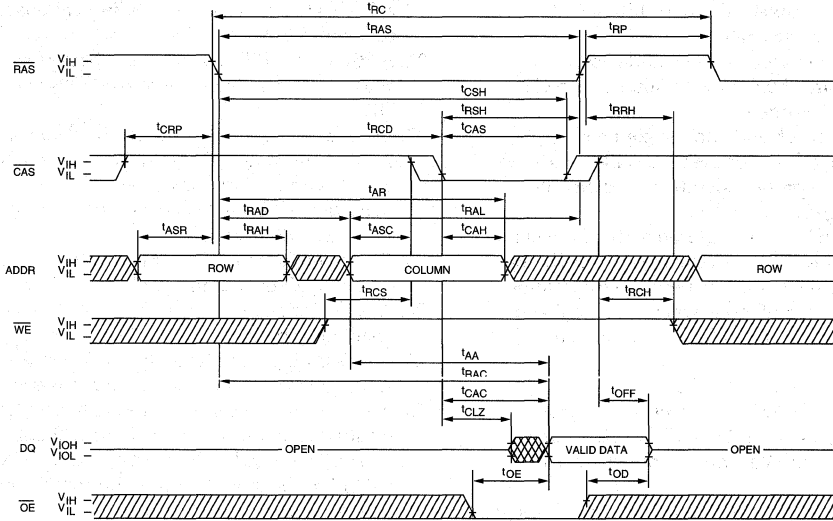 tRC
tRAS
tRP
RAS
VIH
VIL
tCSH
tRSH
tRRH
tCRP
tRCD
tCAS
CAS
VIH
VIL
tAR
tRAD
tRAL
tASR
tRAH
tASC
tCAH
ADDR
VIH
VIL
ROW
COLUMN
ROW
tRCS
tRCH
WE
VIH
VIL
tAA
tRAC
tCAC
tOFF
tCLZ
DQ
VIOH
VIOL
OPEN
VALID DATA
OPEN
tOE
tOD
OE
VIH
VIL